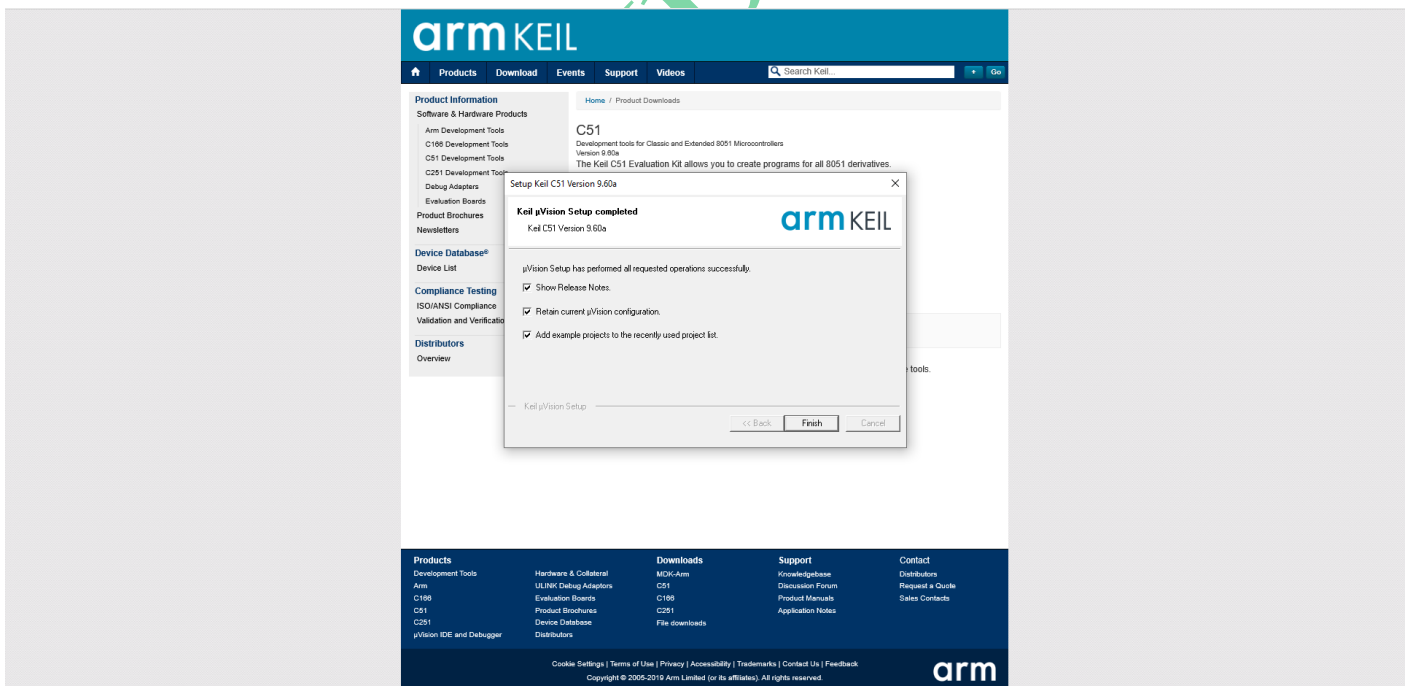 arm KEIL
Products Download Events Support Videos Search Keil... Go
Product Information
Software & Hardware Products
Arm Development Tools
C166 Development Tools
C51 Development Tools
C251 Development Tools
Debug Adapters
Evaluation Boards
Product Brochures
Newsletters
Device Database®
Device List
Compliance Testing
ISO/ANSI Compliance
Validation and Verificatio
Distributors
Overview
Home / Product Downloads
C51
Development tools for Classic and Extended 8051 Microcontrollers
Version 9.60a
The Keil C51 Evaluation Kit allows you to create programs for all 8051 derivatives.
tools.
Setup Keil C51 Version 9.60a
Keil µVision Setup completed
Keil C51 Version 9.60a
arm KEIL
µVision Setup has performed all requested operations successfully.
Show Release Notes.
Retain current µVision configuration.
Add example projects to the recently used project list.
Keil µVision Setup
<< Back Finish Cancel
Products
Development Tools
Arm
C166
C51
C251
µVision IDE and Debugger
Hardware & Collateral
ULINK Debug Adaptors
Evaluation Boards
Product Brochures
Device Database
Distributors
Downloads
MDK-Arm
C51
C166
C251
File downloads
Support
Knowledgebase
Discussion Forum
Product Manuals
Application Notes
Contact
Distributors
Request a Quote
Sales Contacts
Cookie Settings | Terms of Use | Privacy | Accessibility | Trademarks | Contact Us | Feedback
Copyright © 2005-2019 Arm Limited (or its affiliates). All rights reserved.
arm